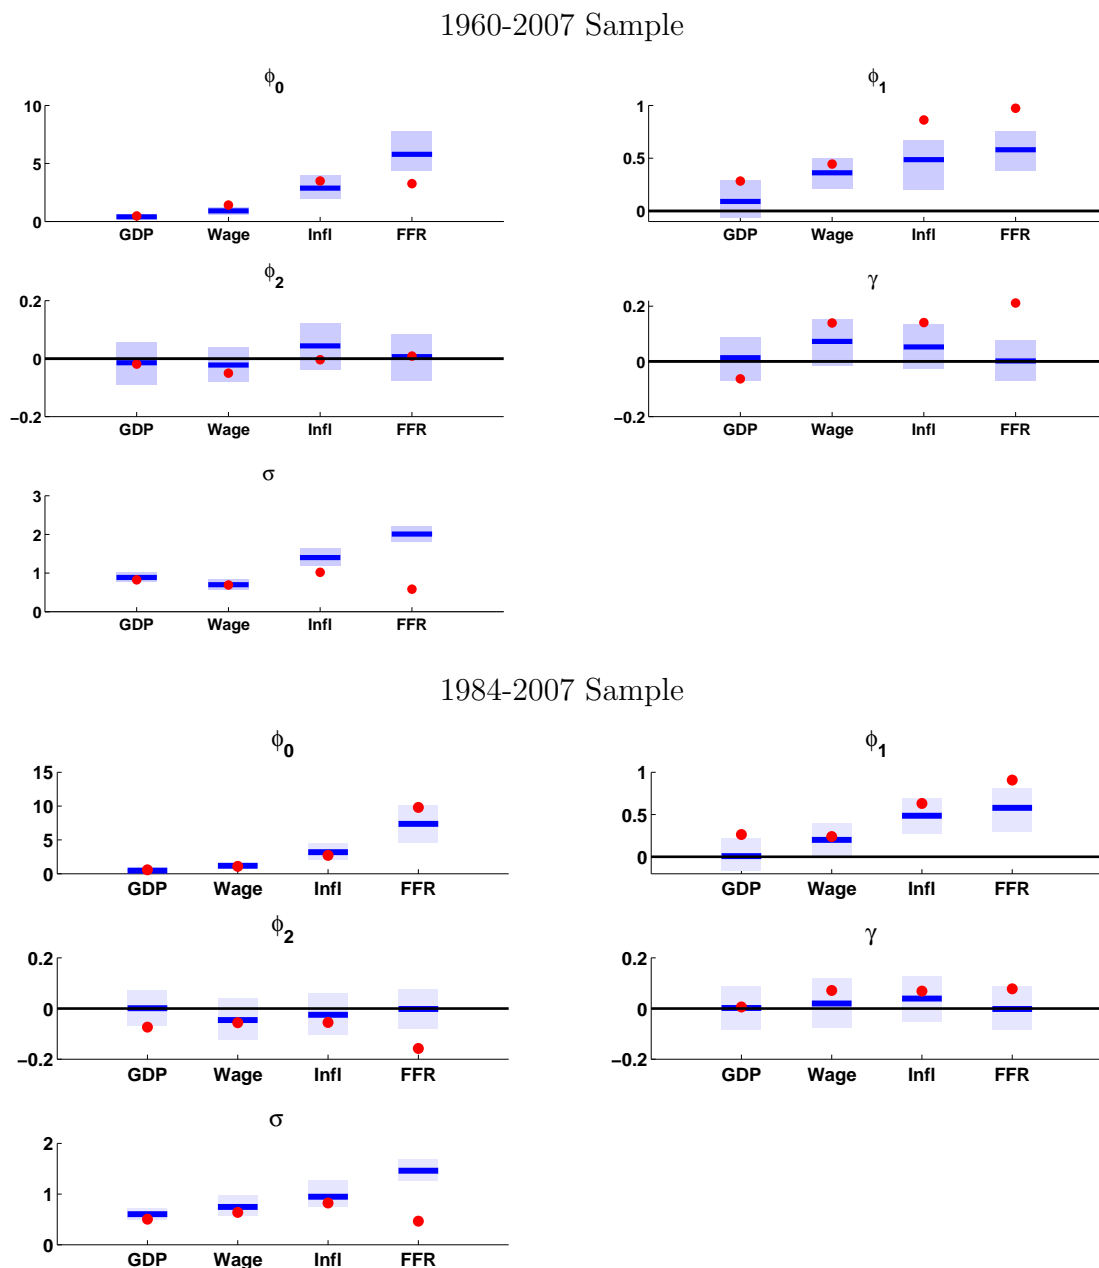 1960-2007 Sample
ϕ0 ϕ1
10 1
5 0.5
0 0
GDP Wage Infl FFR GDP Wage Infl FFR
ϕ2 γ
0.2 0.2
0 0
−0.2 −0.2
GDP Wage Infl FFR GDP Wage Infl FFR
σ
3
2
1
0
GDP Wage Infl FFR
1984-2007 Sample
ϕ0 ϕ1
15 1
10
5 0.5
0 0
GDP Wage Infl FFR GDP Wage Infl FFR
ϕ2 γ
0.2 0.2
0 0
−0.2 −0.2
GDP Wage Infl FFR GDP Wage Infl FFR
σ
2
1
0
GDP Wage Infl FFR